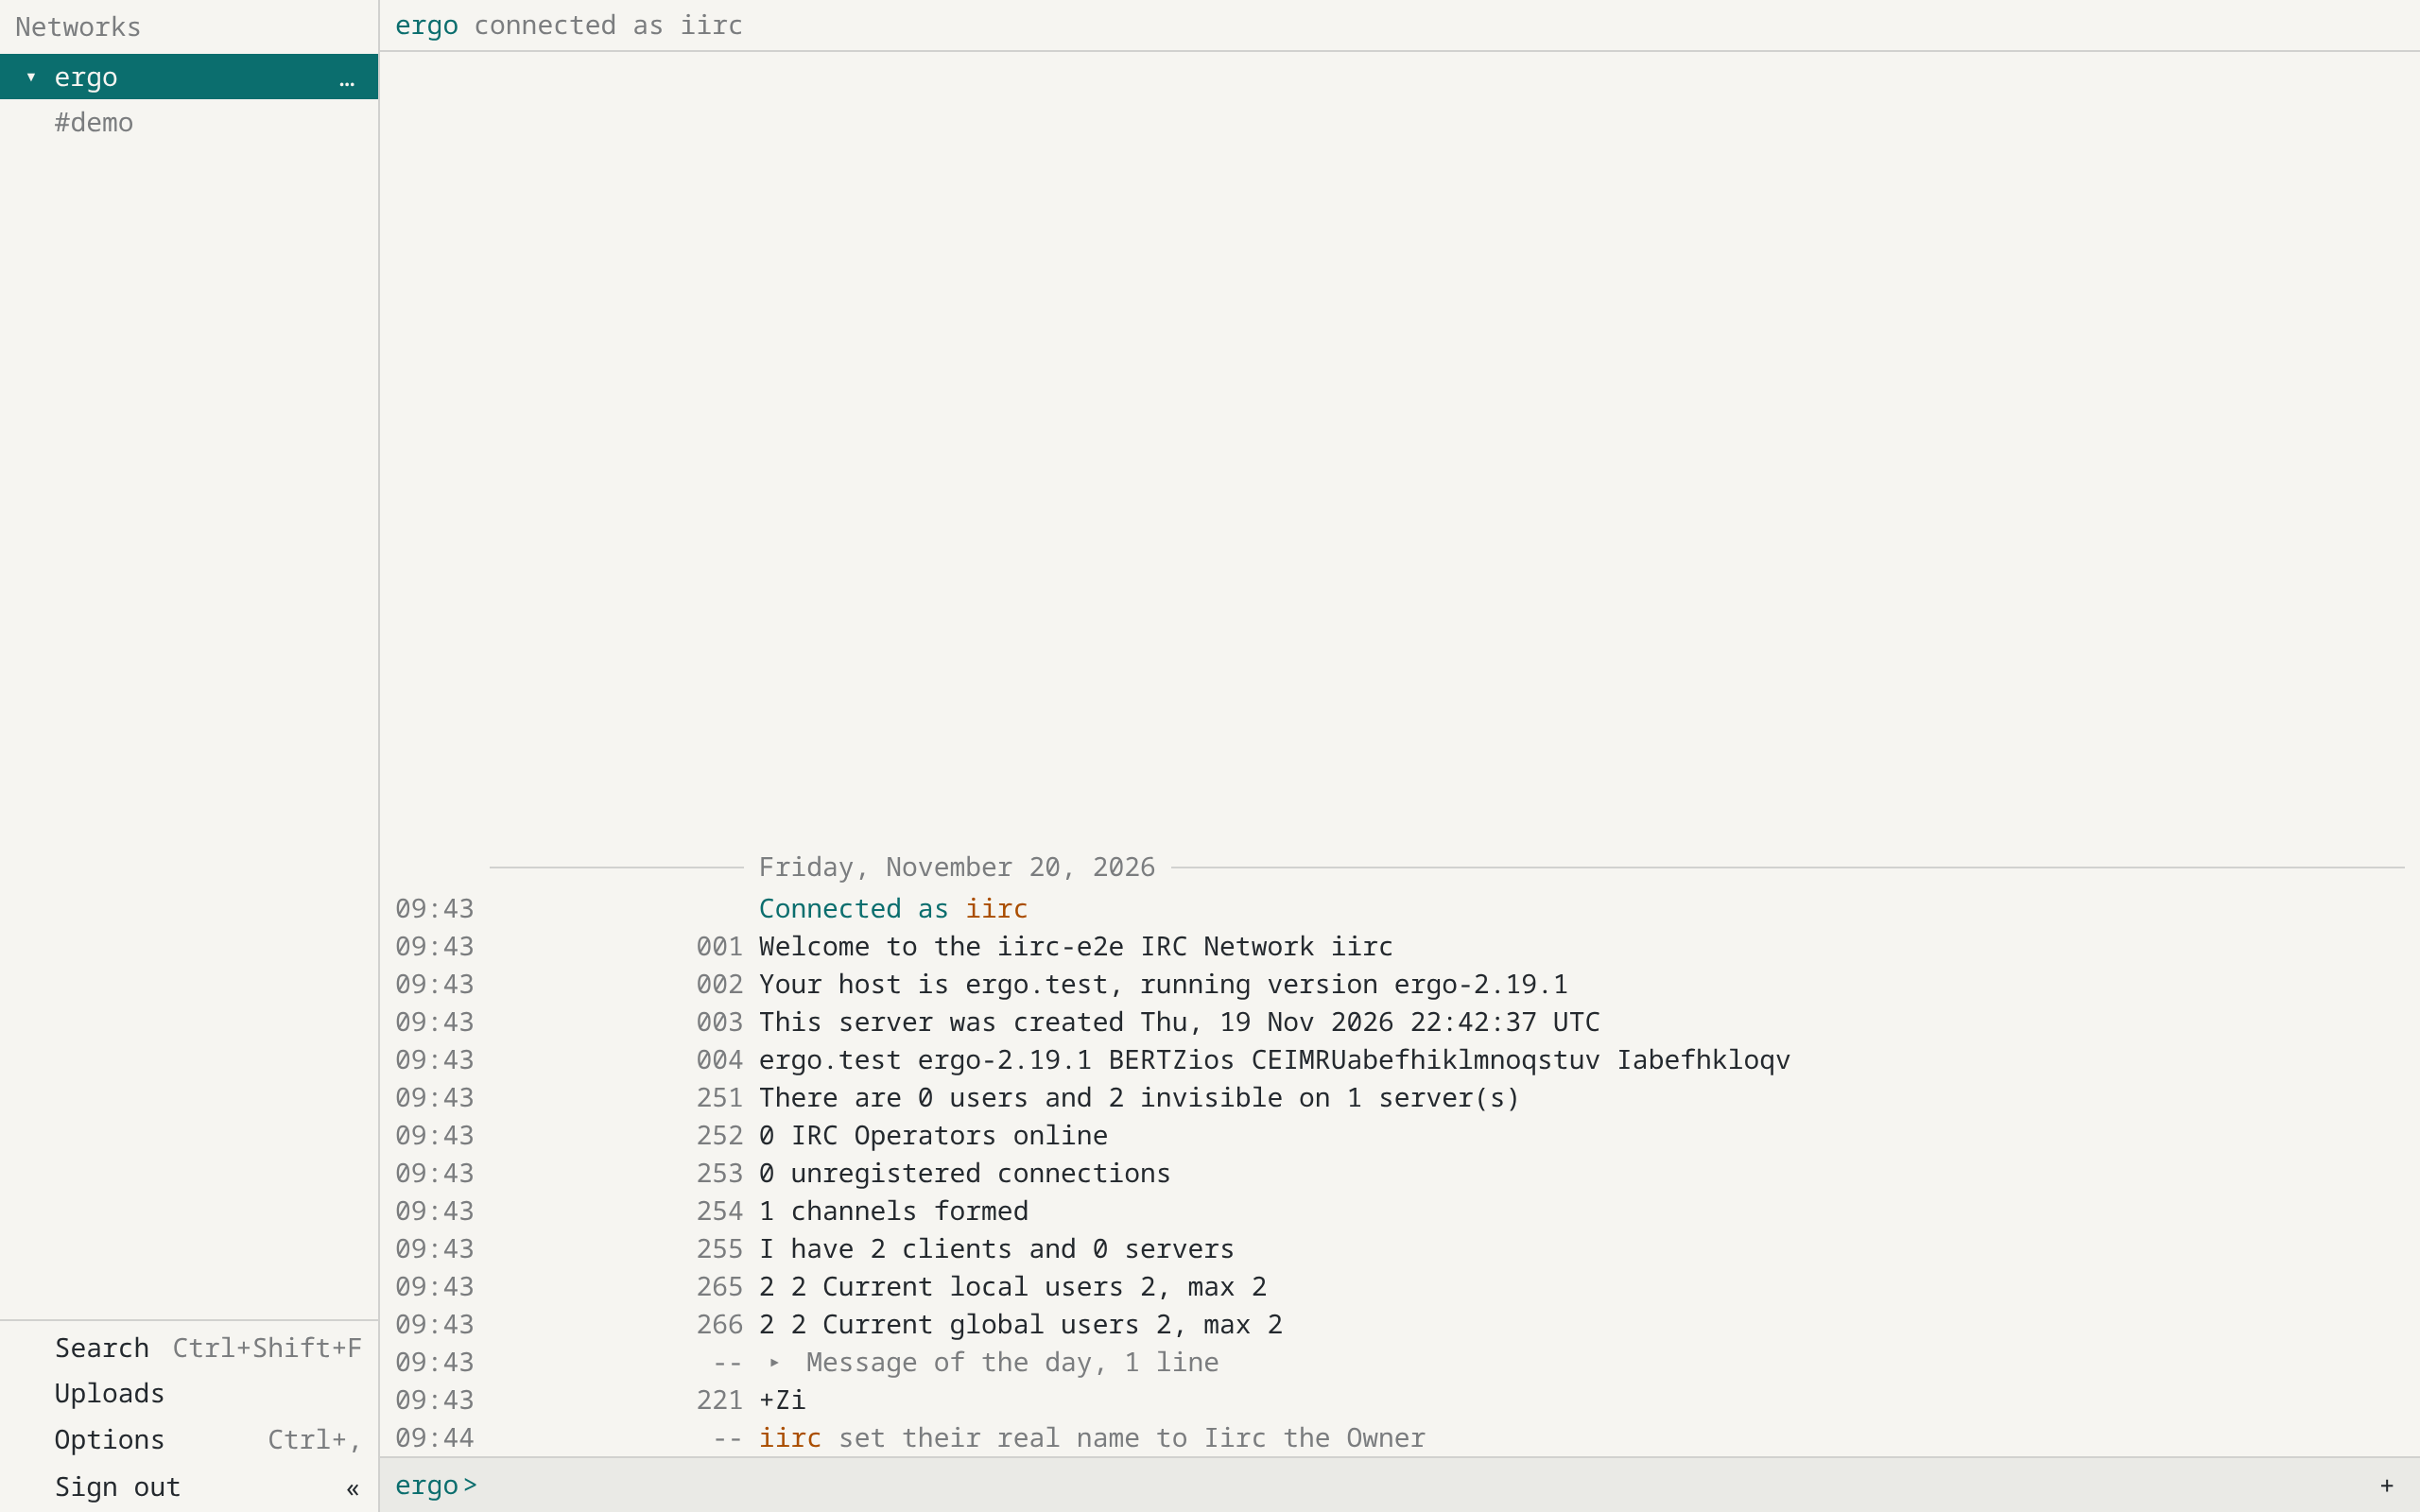 Networks
▾ ergo …
#demo
Search Ctrl+Shift+F
Uploads
Options Ctrl+,
Sign out «
ergo connected as iirc
Friday, November 20, 2026
09:43 Connected as iirc
09:43 001 Welcome to the iirc-e2e IRC Network iirc
09:43 002 Your host is ergo.test, running version ergo-2.19.1
09:43 003 This server was created Thu, 19 Nov 2026 22:42:37 UTC
09:43 004 ergo.test ergo-2.19.1 BERTZios CEIMRUabefhiklmnoqstuv Iabefhkloqv
09:43 251 There are 0 users and 2 invisible on 1 server(s)
09:43 252 0 IRC Operators online
09:43 253 0 unregistered connections
09:43 254 1 channels formed
09:43 255 I have 2 clients and 0 servers
09:43 265 2 2 Current local users 2, max 2
09:43 266 2 2 Current global users 2, max 2
09:43 -- ▸ Message of the day, 1 line
09:43 221 +Zi
09:44 -- iirc set their real name to Iirc the Owner
ergo> +